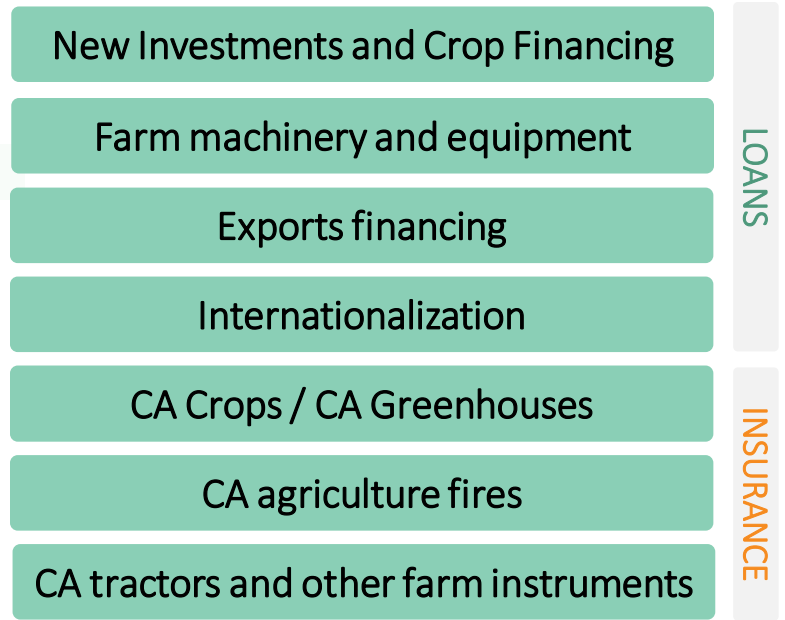 New Investments and Crop Financing
Farm machinery and equipment
Exports financing
Internationalization
LOANS
CA Crops / CA Greenhouses
CA agriculture fires
CA tractors and other farm instruments
INSURANCE